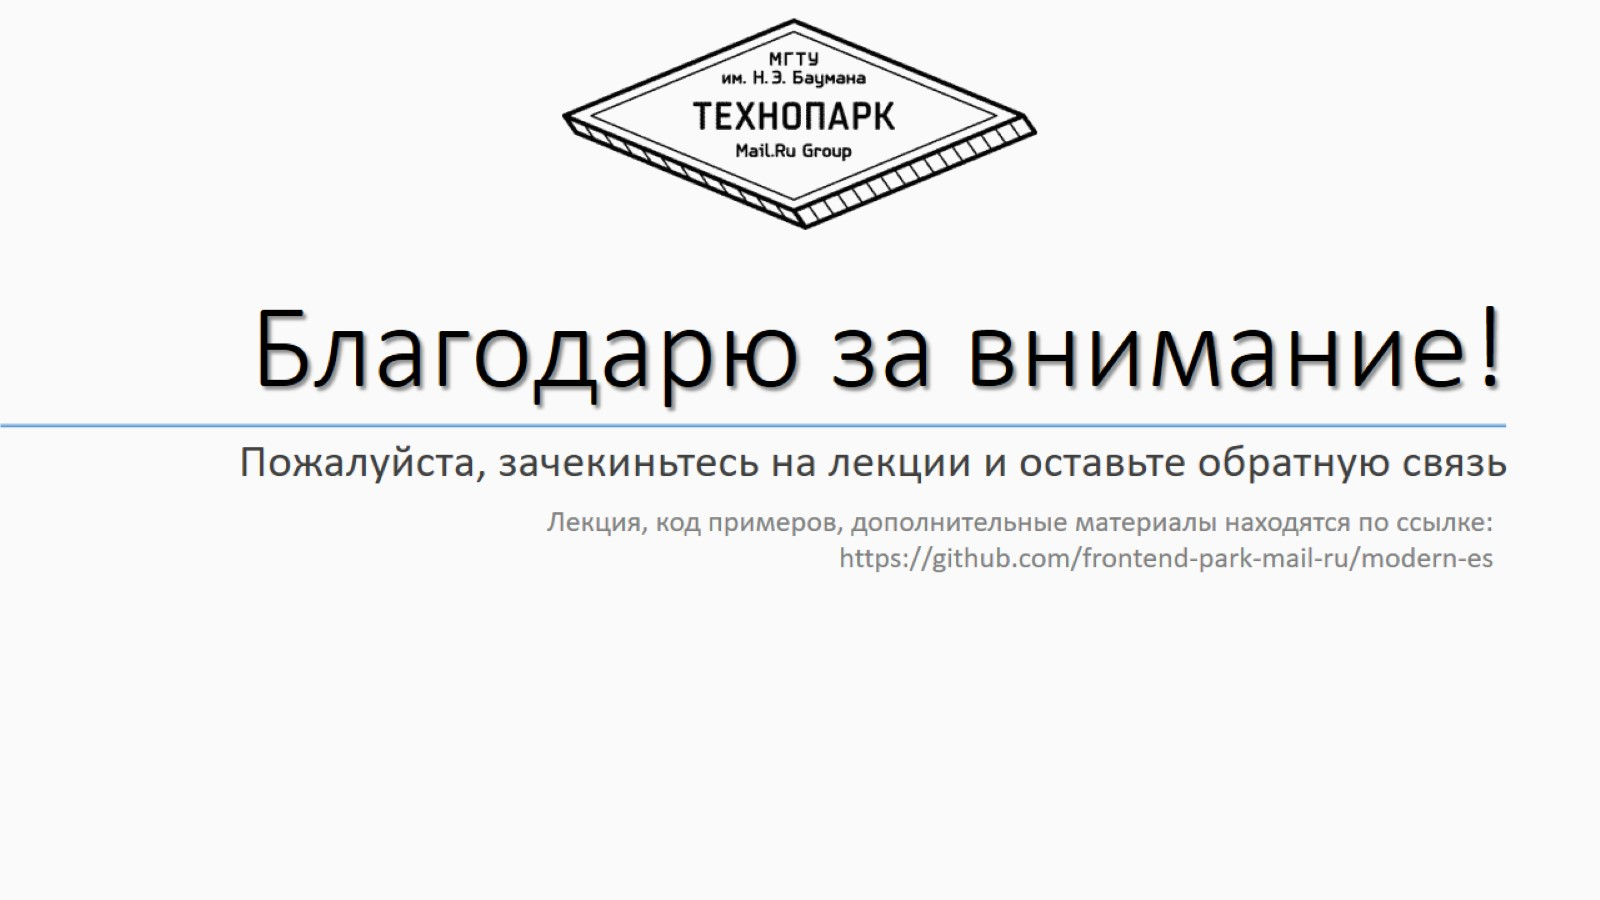 МГТУ
им. Н.Э. Баумана
ТЕХНОПАРК
Mail.Ru Group
Благодарю за внимание!
Пожалуйста, зачекиньтесь на лекции и оставьте обратную связь
Лекция, код примеров, дополнительные материалы находятся по ссылке:
https://github.com/frontend-park-mail-ru/modern-es